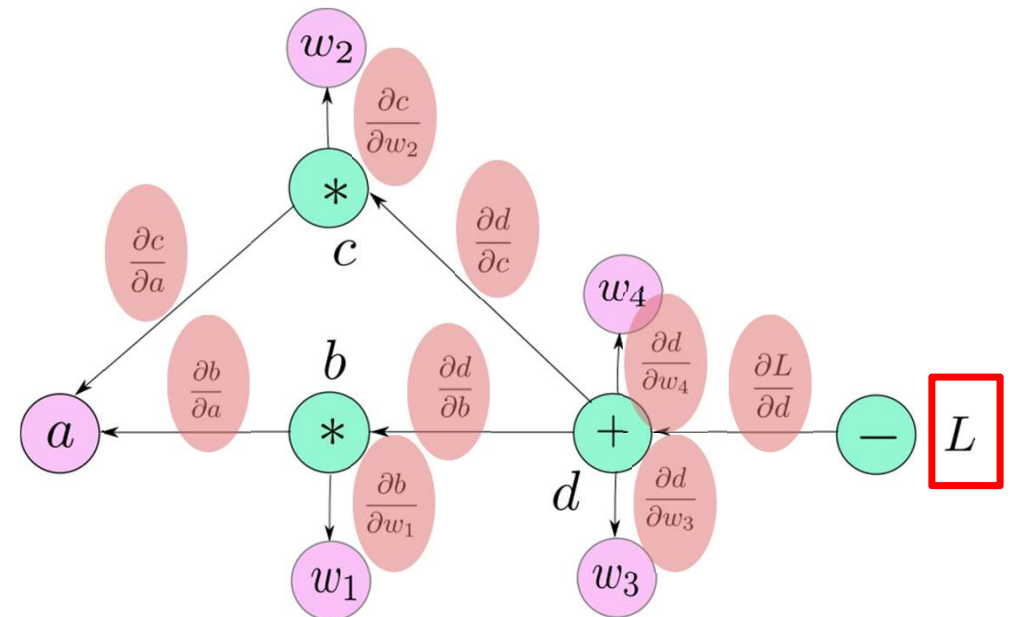 w₂
∂c/∂w₂
*
c
∂c/∂a
∂d/∂c
w₄
∂d/∂w₄
∂L/∂d
b
∂b/∂a
∂d/∂b
a
*
+
−
L
d
∂b/∂w₁
∂d/∂w₃
w₁
w₃